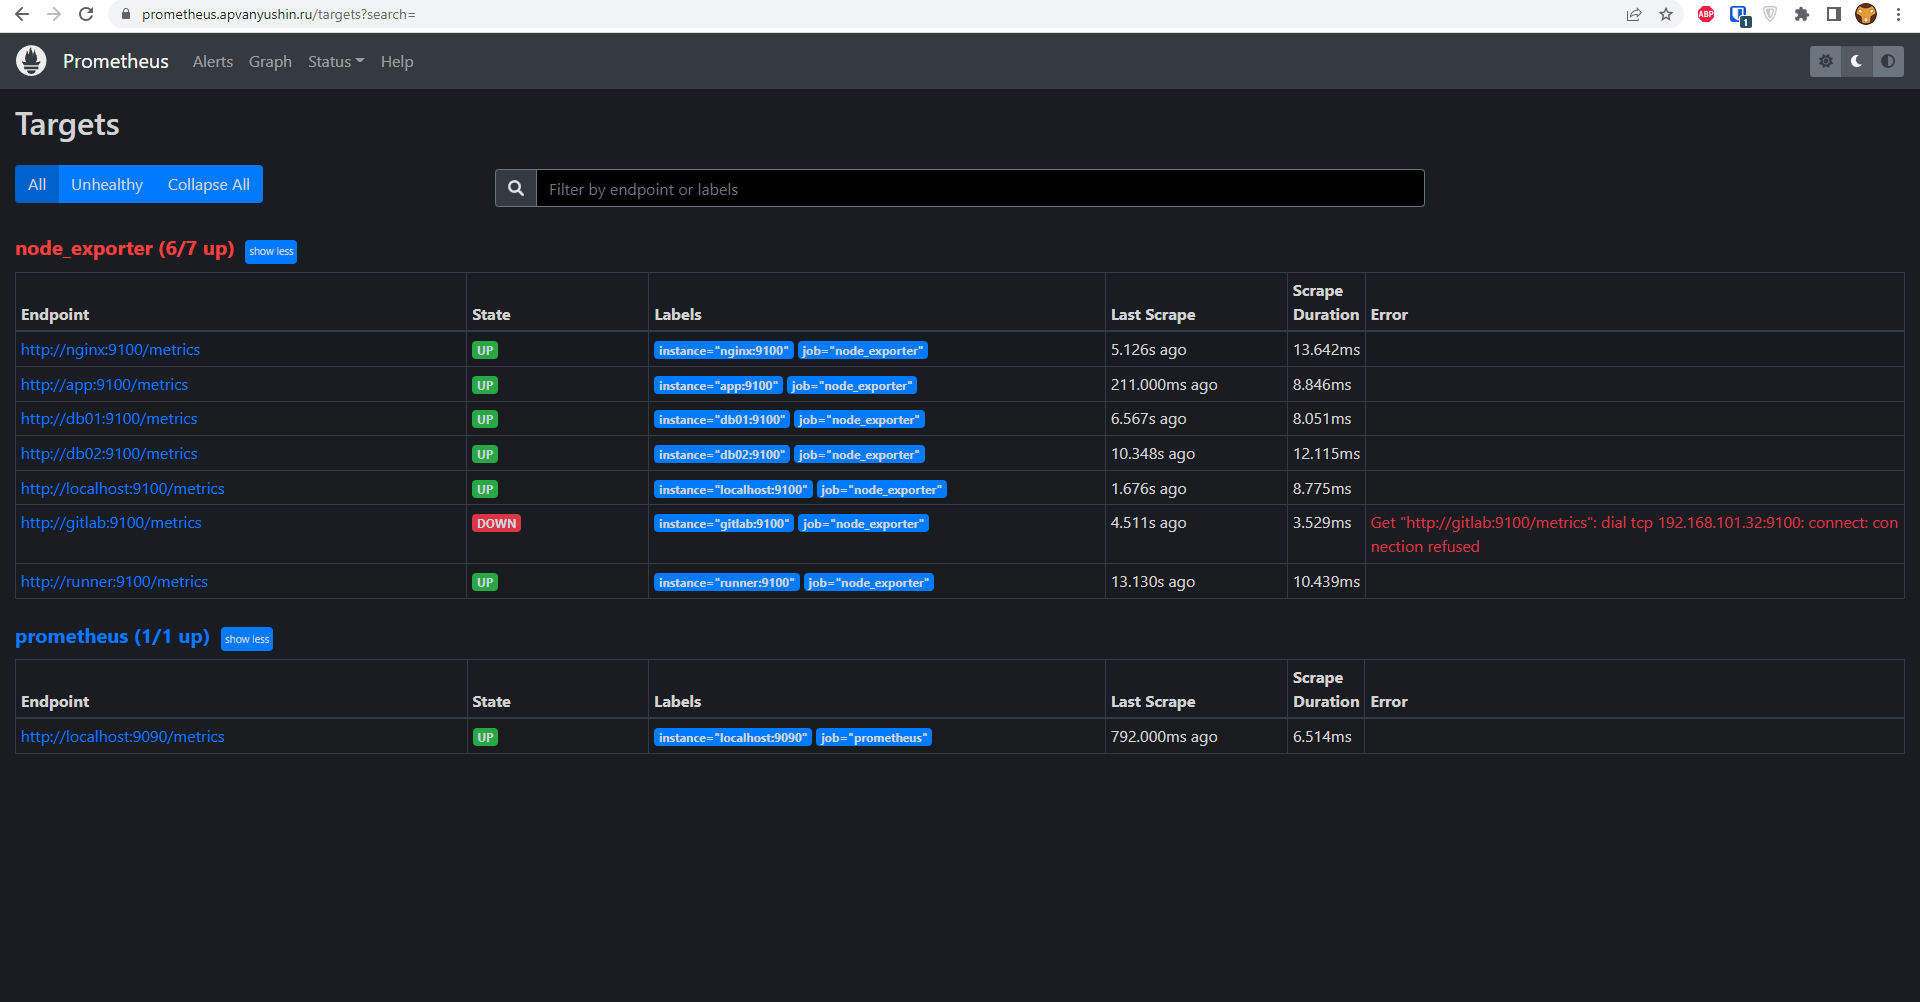 prometheus.apvanyushin.ru/targets?search=
ABP
1
Prometheus Alerts Graph Status Help
Targets
All Unhealthy Collapse All
Filter by endpoint or labels
node_exporter (6/7 up) show less
Endpoint State Labels Last Scrape Scrape Duration Error
http://nginx:9100/metrics UP instance="nginx:9100" job="node_exporter" 5.126s ago 13.642ms
http://app:9100/metrics UP instance="app:9100" job="node_exporter" 211.000ms ago 8.846ms
http://db01:9100/metrics UP instance="db01:9100" job="node_exporter" 6.567s ago 8.051ms
http://db02:9100/metrics UP instance="db02:9100" job="node_exporter" 10.348s ago 12.115ms
http://localhost:9100/metrics UP instance="localhost:9100" job="node_exporter" 1.676s ago 8.775ms
http://gitlab:9100/metrics DOWN instance="gitlab:9100" job="node_exporter" 4.511s ago 3.529ms Get "http://gitlab:9100/metrics": dial tcp 192.168.101.32:9100: connect: con
nection refused
http://runner:9100/metrics UP instance="runner:9100" job="node_exporter" 13.130s ago 10.439ms
prometheus (1/1 up) show less
Endpoint State Labels Last Scrape Scrape Duration Error
http://localhost:9090/metrics UP instance="localhost:9090" job="prometheus" 792.000ms ago 6.514ms